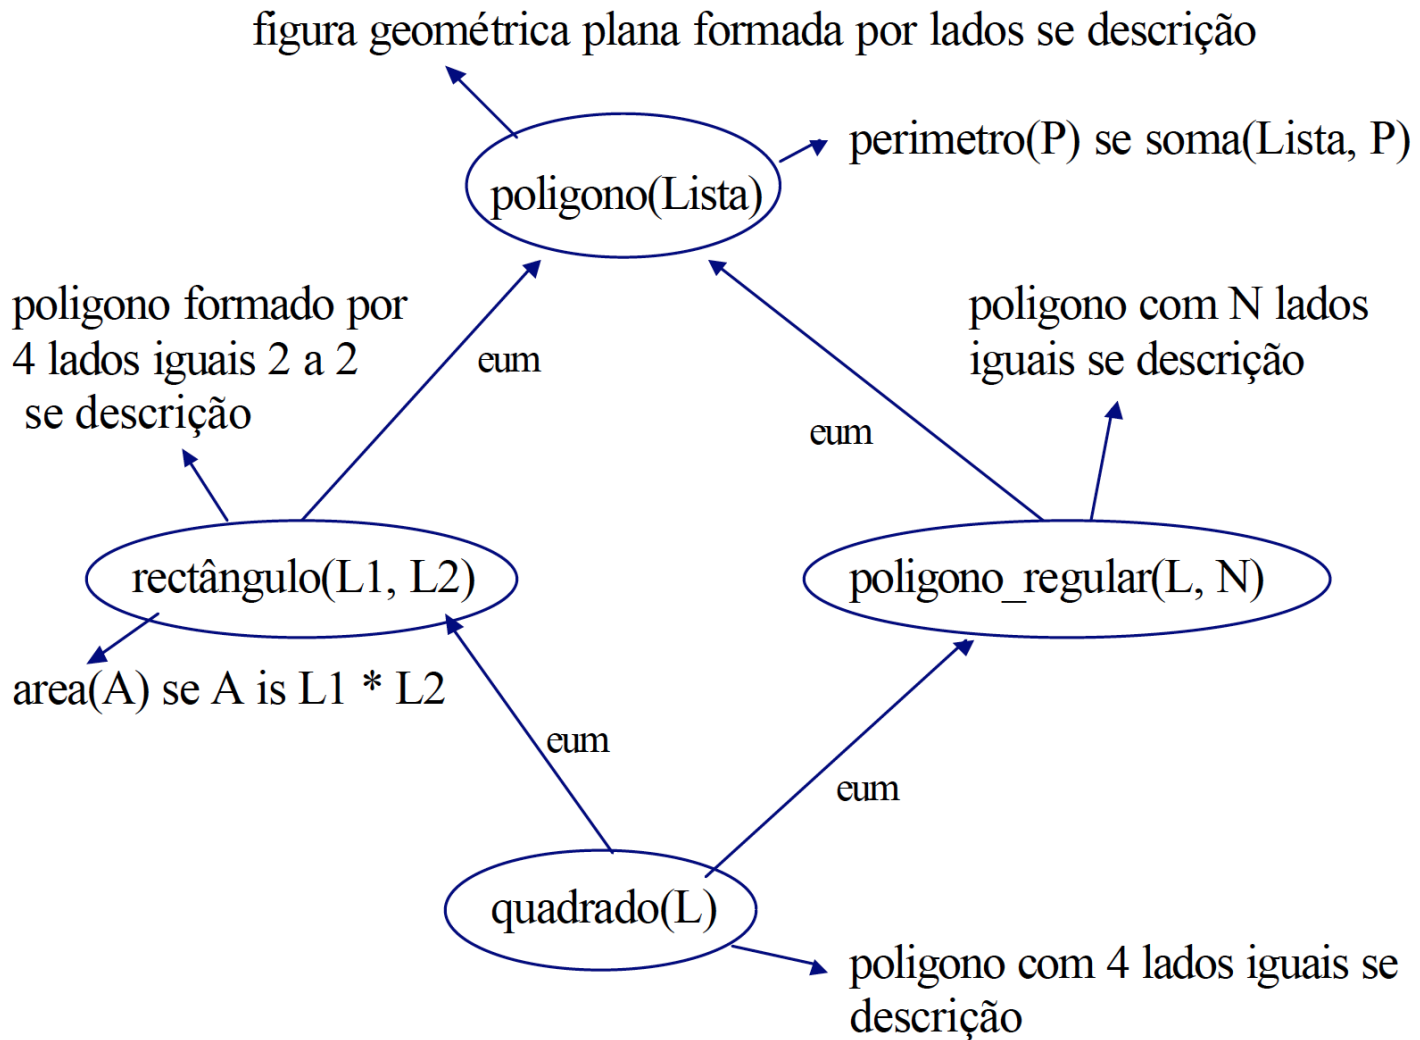 figura geométrica plana formada por lados se descrição
perimetro(P) se soma(Lista, P)
poligono(Lista)
poligono formado por
4 lados iguais 2 a 2
se descrição
eum
poligono com N lados
iguais se descrição
eum
rectângulo(L1, L2)
poligono_regular(L, N)
area(A) se A is L1 * L2
eum
eum
quadrado(L)
poligono com 4 lados iguais se
descrição